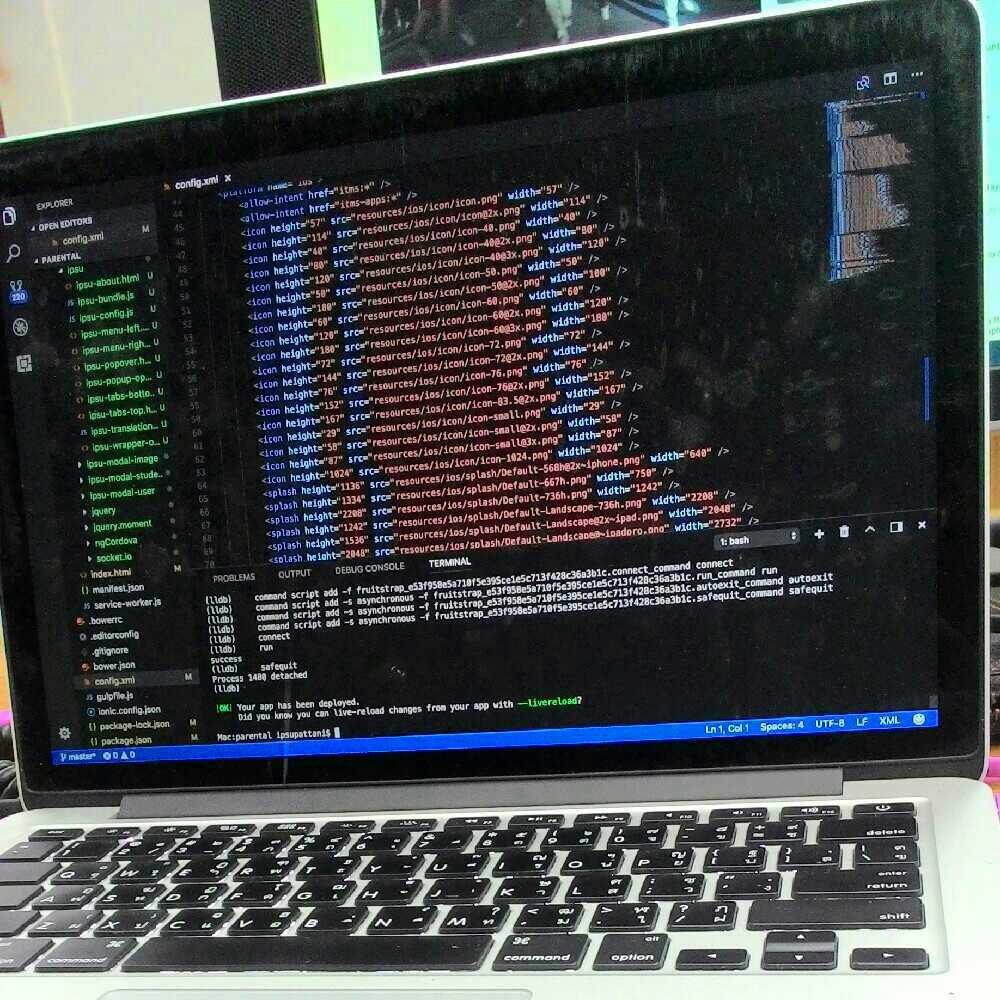 config.xml ×
EXPLORER
OPEN EDITORS
config.xml M
PARENTAL
ipsu
ipsu-about.html U
ipsu-bundle.js U
ipsu-config.js U
ipsu-menu-left.... U
ipsu-menu-righ... U
ipsu-popover.h... U
ipsu-popup-op... U
ipsu-tabs-botto... U
ipsu-tabs-top.h... U
ipsu-transletion... U
ipsu-wrapper-o... U
ipsu-modal-image
ipsu-modal-stude...
ipsu-modal-user
jquery
jquery.moment
ngCordova
socket.io
index.html M
manifest.json
service-worker.js
.bowerrc
.editorconfig
.gitignore
bower.json
config.xml M
gulpfile.js
ionic.config.json
package-lock.json M
package.json M
220
<platform name="ios">
<allow-intent href="itms:*" />
<allow-intent href="itms-apps:*" />
<icon height="57" src="resources/ios/icon/icon.png" width="57" />
<icon height="114" src="resources/ios/icon/icon@2x.png" width="114" />
<icon height="40" src="resources/ios/icon/icon-40.png" width="40" />
<icon height="80" src="resources/ios/icon/icon-40@2x.png" width="80" />
<icon height="120" src="resources/ios/icon/icon-40@3x.png" width="120" />
<icon height="50" src="resources/ios/icon/icon-50.png" width="50" />
<icon height="100" src="resources/ios/icon/icon-50@2x.png" width="100" />
<icon height="60" src="resources/ios/icon/icon-60.png" width="60" />
<icon height="120" src="resources/ios/icon/icon-60@2x.png" width="120" />
<icon height="180" src="resources/ios/icon/icon-60@3x.png" width="180" />
<icon height="72" src="resources/ios/icon/icon-72.png" width="72" />
<icon height="144" src="resources/ios/icon/icon-72@2x.png" width="144" />
<icon height="76" src="resources/ios/icon/icon-76.png" width="76" />
<icon height="152" src="resources/ios/icon/icon-76@2x.png" width="152" />
<icon height="167" src="resources/ios/icon/icon-83.5@2x.png" width="167" />
<icon height="29" src="resources/ios/icon/icon-small.png" width="29" />
<icon height="58" src="resources/ios/icon/icon-small@2x.png" width="58" />
<icon height="87" src="resources/ios/icon/icon-small@3x.png" width="87" />
<icon height="1024" src="resources/ios/icon/icon-1024.png" width="1024" />
<splash height="1136" src="resources/ios/splash/Default-568h@2x~iphone.png" width="640" />
<splash height="1334" src="resources/ios/splash/Default-667h.png" width="750" />
<splash height="2208" src="resources/ios/splash/Default-736h.png" width="1242" />
<splash height="1242" src="resources/ios/splash/Default-Landscape-736h.png" width="2208" />
<splash height="1536" src="resources/ios/splash/Default-Landscape@2x~ipad.png" width="2048" />
<splash height="2048" src="resources/ios/splash/Default-Landscape@~ipadpro.png" width="2732" />
PROBLEMS OUTPUT DEBUG CONSOLE TERMINAL 1: bash
(lldb) command script add -f fruitstrap_e53f958e5a710f5e395ce1e5c713f428c36a3b1c.connect_command connect
(lldb) command script add -s asynchronous -f fruitstrap_e53f958e5a710f5e395ce1e5c713f428c36a3b1c.run_command run
(lldb) command script add -s asynchronous -f fruitstrap_e53f958e5a710f5e395ce1e5c713f428c36a3b1c.autoexit_command autoexit
(lldb) command script add -s asynchronous -f fruitstrap_e53f958e5a710f5e395ce1e5c713f428c36a3b1c.safequit_command safequit
(lldb) connect
(lldb) run
success
(lldb) safequit
Process 1480 detached
(lldb)
[OK] Your app has been deployed.
Did you know you can live-reload changes from your app with --livereload?
Mac:parental ipsupattani$
master* 0 0 Ln 1, Col 1 Spaces: 4 UTF-8 LF XML
delete
Q W E R T Y U I O P
enter
return
A S D F G H J K L
Z X C V B N M
shift
command
command
alt
option